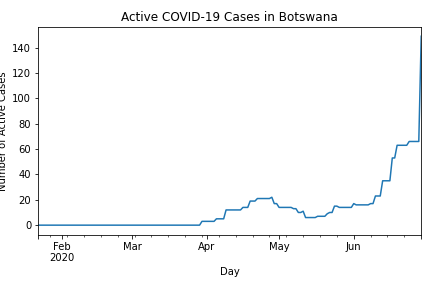 Active COVID-19 Cases in Botswana
Number of Active Cases
140
120
100
80
60
40
20
0
Feb
2020
Mar
Apr
May
Jun
Day